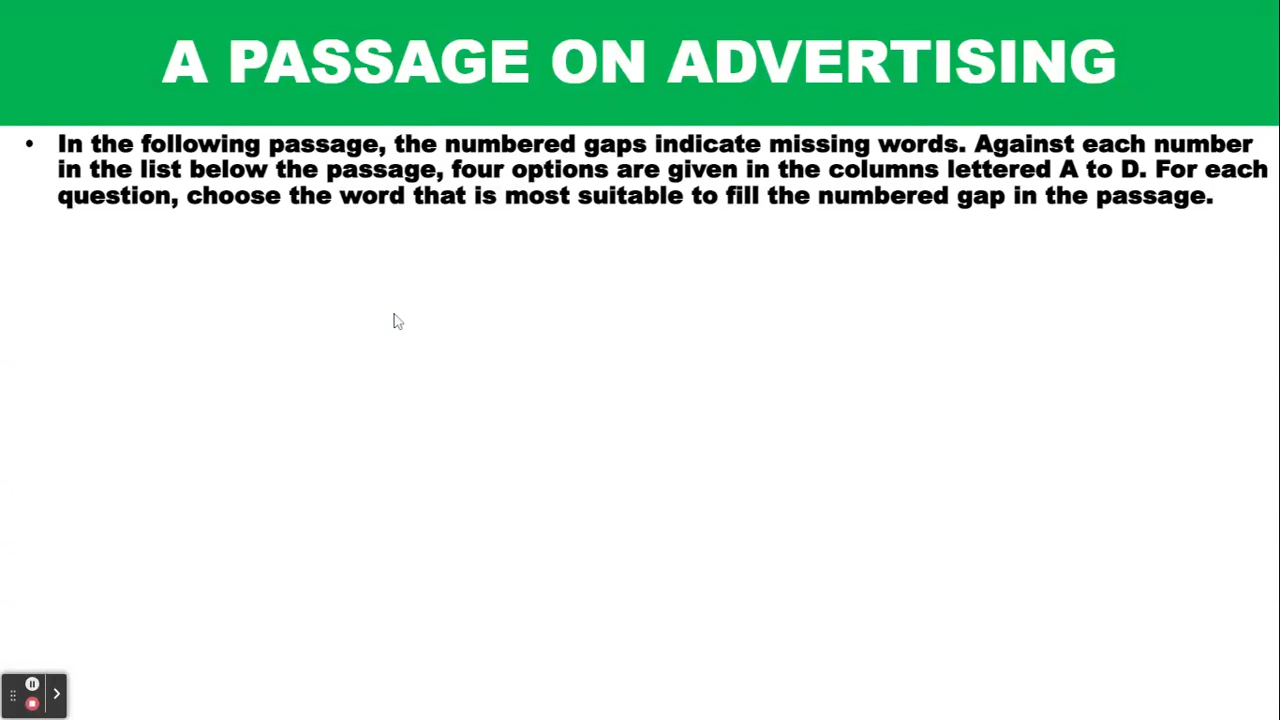 A PASSAGE ON ADVERTISING
• In the following passage, the numbered gaps indicate missing words. Against each number
in the list below the passage, four options are given in the columns lettered A to D. For each
question, choose the word that is most suitable to fill the numbered gap in the passage.